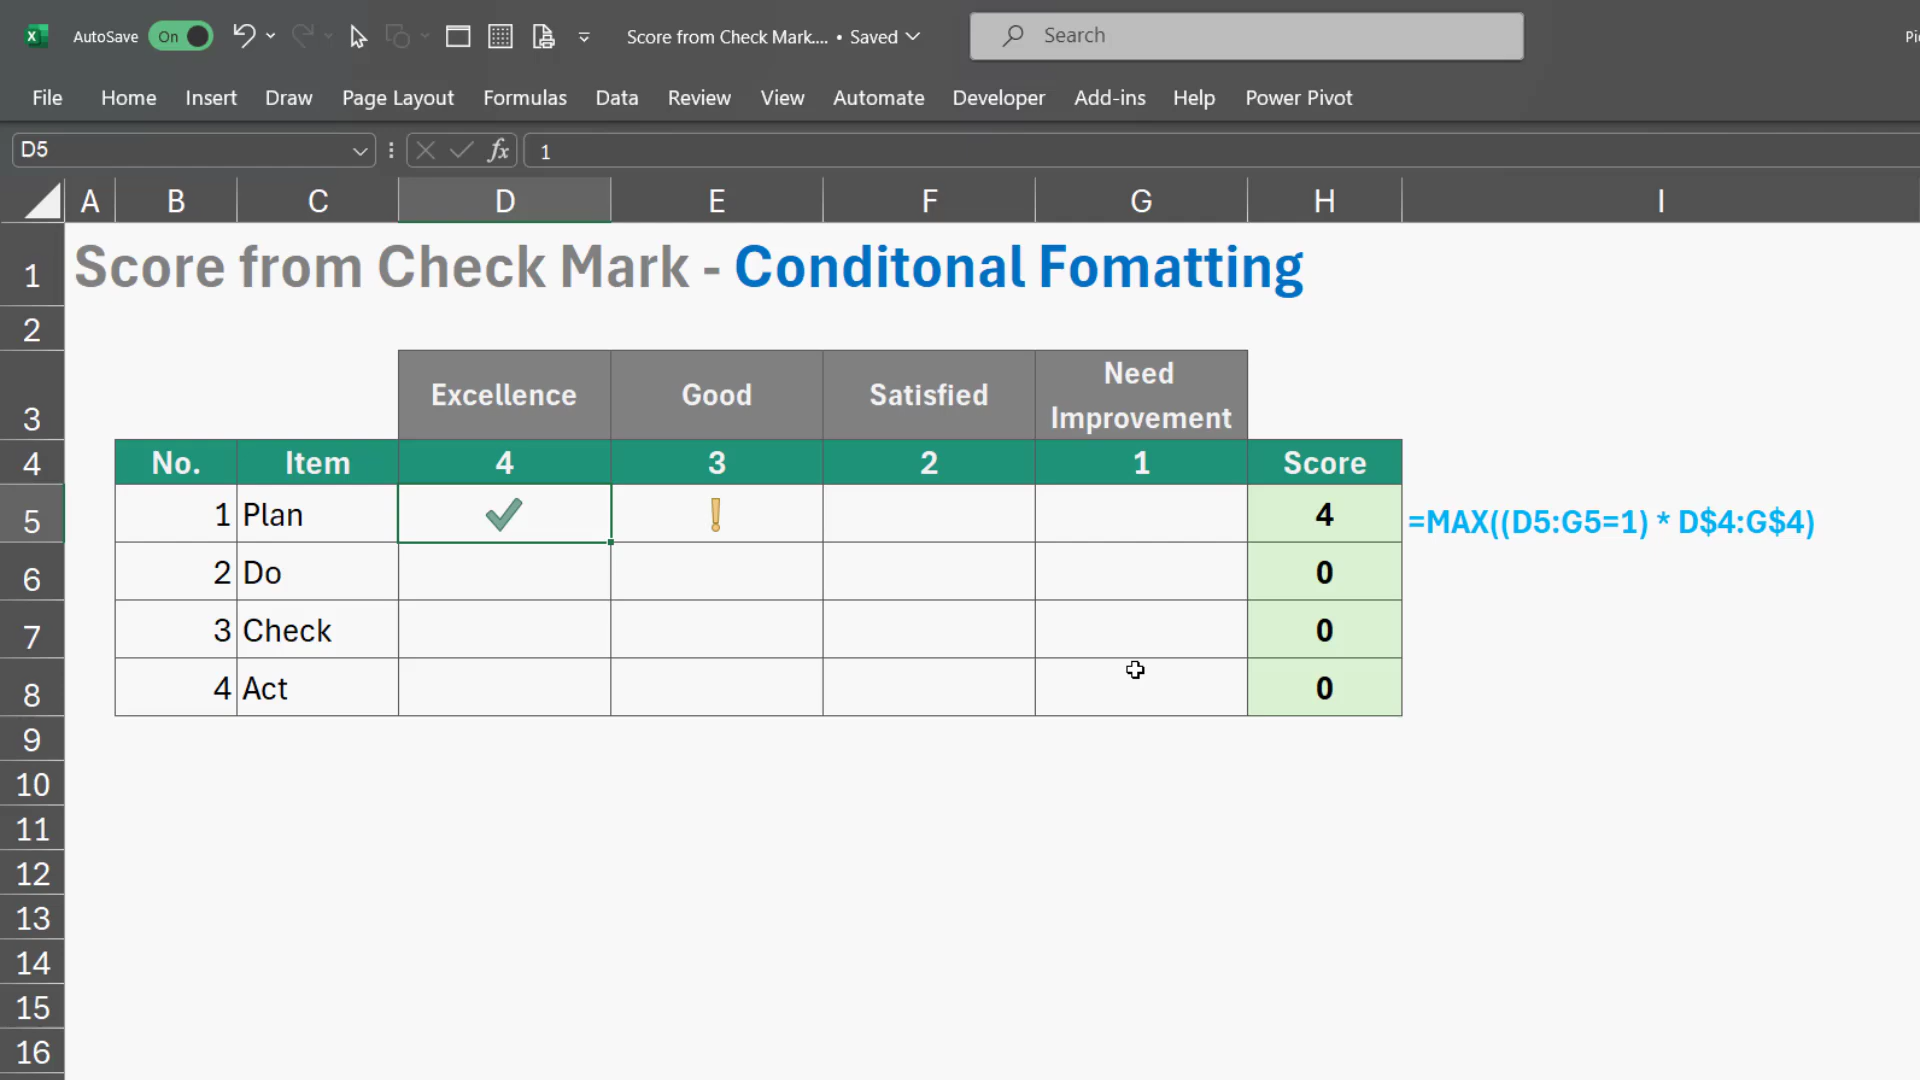 AutoSave On Score from Check Mark.... • Saved Search Pi
File Home Insert Draw Page Layout Formulas Data Review View Automate Developer Add-ins Help Power Pivot
D5 fx 1
A B C D E F G H I
1 Score from Check Mark - Conditonal Fomatting
2
3 Excellence Good Satisfied Need Improvement
4 No. Item 4 3 2 1 Score
5 1 Plan 4 =MAX((D5:G5=1) * D$4:G$4)
6 2 Do 0
7 3 Check 0
8 4 Act 0
9
10
11
12
13
14
15
16